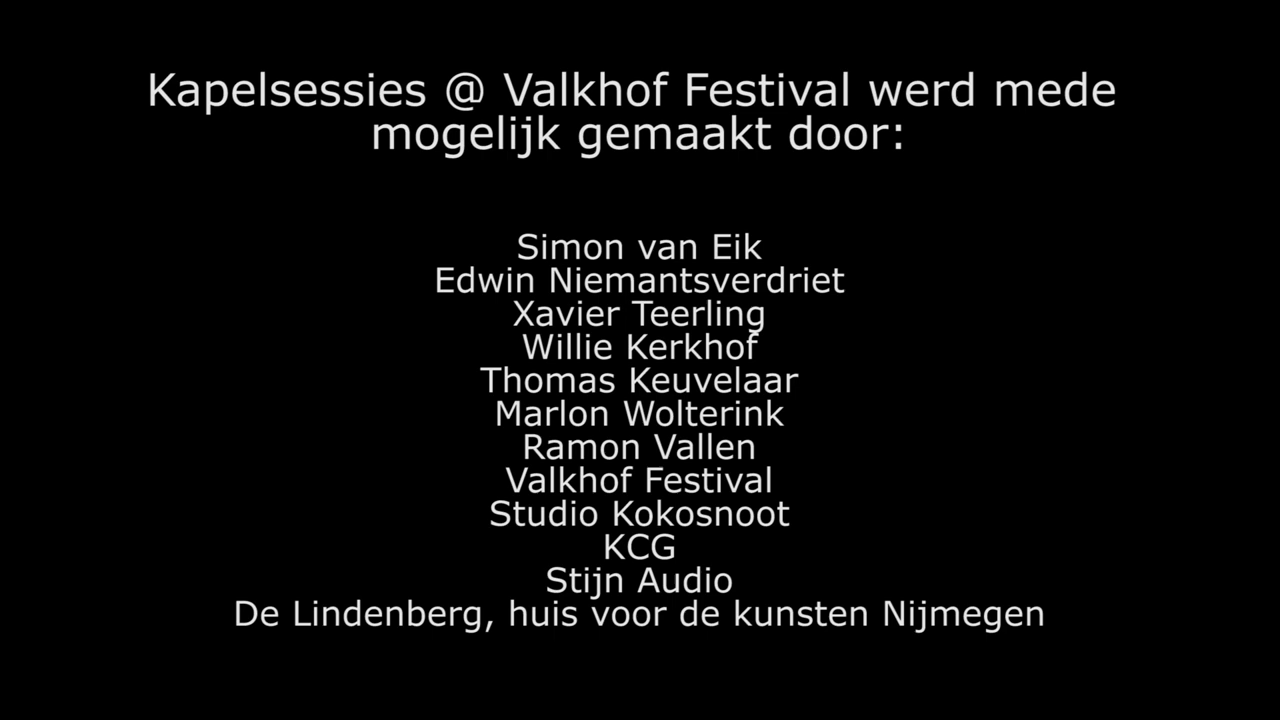 Kapelsessies @ Valkhof Festival werd mede
mogelijk gemaakt door:
Simon van Eik
Edwin Niemantsverdriet
Xavier Teerling
Willie Kerkhof
Thomas Keuvelaar
Marlon Wolterink
Ramon Vallen
Valkhof Festival
Studio Kokosnoot
KCG
Stijn Audio
De Lindenberg, huis voor de kunsten Nijmegen